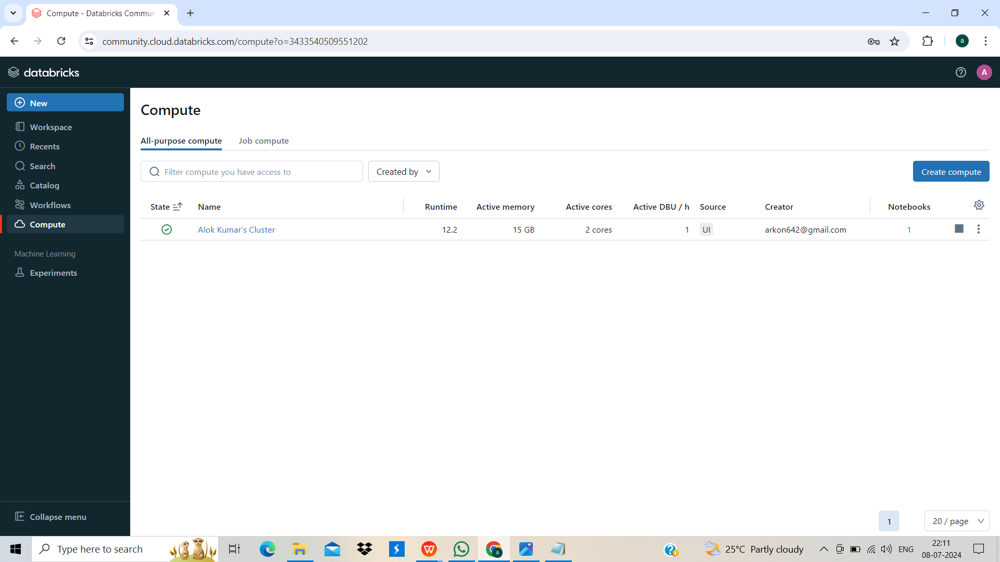 Compute - Databricks Commun
community.cloud.databricks.com/compute?o=3433540509551202
a
databricks
A
New
Workspace
Recents
Search
Catalog
Workflows
Compute
Machine Learning
Experiments
Collapse menu
Compute
All-purpose compute Job compute
Filter compute you have access to Created by Create compute
State Name Runtime Active memory Active cores Active DBU / h Source Creator Notebooks
Alok Kumar's Cluster 12.2 15 GB 2 cores 1 UI arkon642@gmail.com 1
1 20 / page
Type here to search
25°C Partly cloudy ENG
22:11
08-07-2024